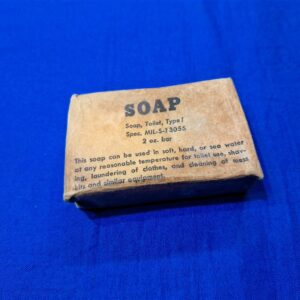 SOAP
Soap, Toilet, Type I
Spec. MIL-S-13055
2 oz. bar
This soap can be used in soft, hard, or sea water
at any reasonable temperature for toilet use, shav-
ing, laundering of clothes, and cleaning of mess
kits and similar equipment.